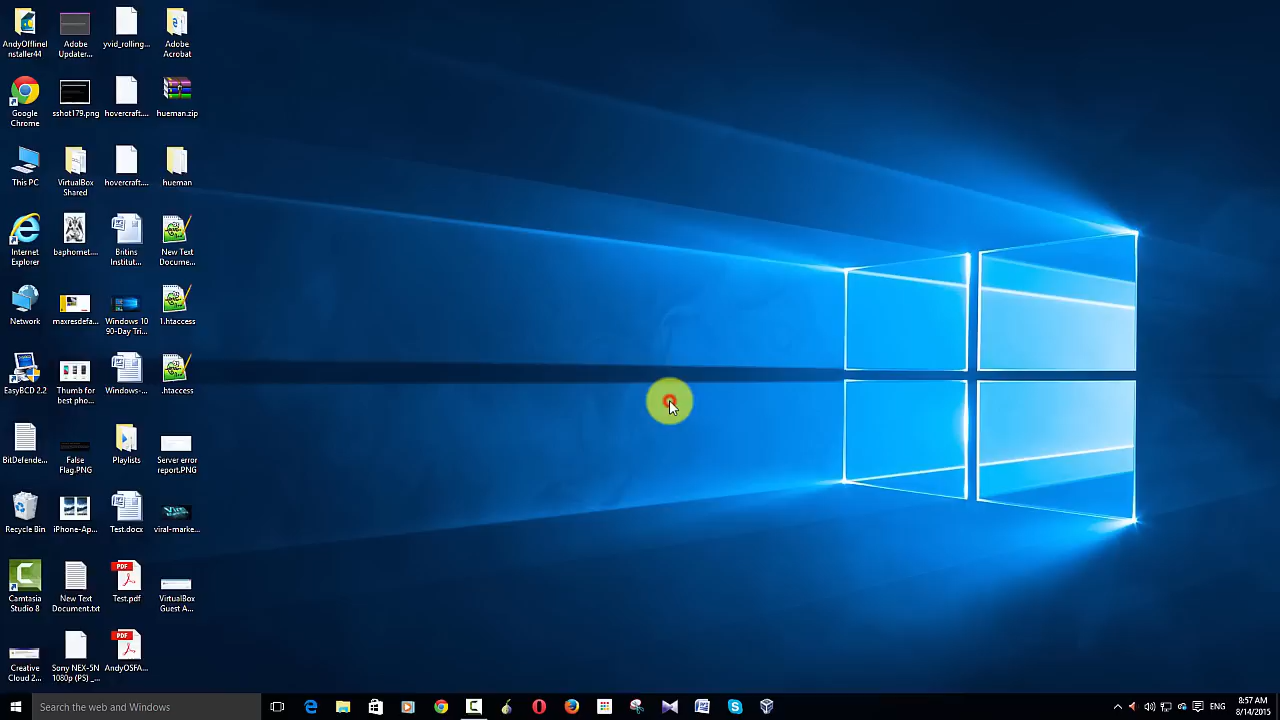 AndyOfflineI
nstaller44
Adobe
Updater...
yvid_rolling...
Adobe
Acrobat
Google
Chrome
sshot179.png
hovercraft....
hueman.zip
This PC
VirtualBox
Shared
hovercraft....
hueman
Internet
Explorer
baphomet....
Britins
Institut...
New Text
Docume...
Network
maxresdefa...
Windows 10
90-Day Tri...
1.htaccess
EasyBCD 2.2
Thumb for
best pho...
Windows-...
.htaccess
BitDefende...
False
Flag.PNG
Playlists
Server error
report.PNG
Recycle Bin
iPhone-Ap...
Test.docx
viral-marke...
Camtasia
Studio 8
New Text
Document.txt
PDF
Test.pdf
VirtualBox
Guest A...
Creative
Cloud 2...
Sony NEX-5N
1080p (PS) _...
PDF
AndyOSFA...
Search the web and Windows
ENG
8:57 AM
8/14/2015